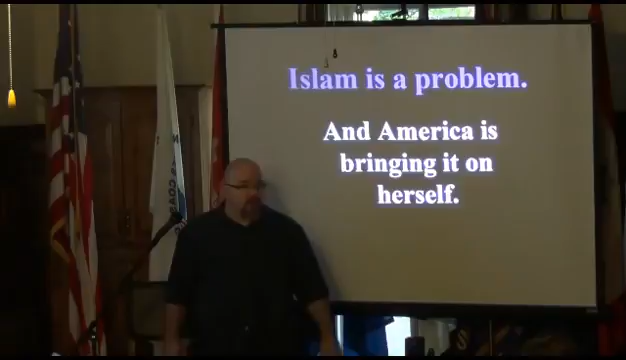 Islam is a problem.
And America is
bringing it on
herself.